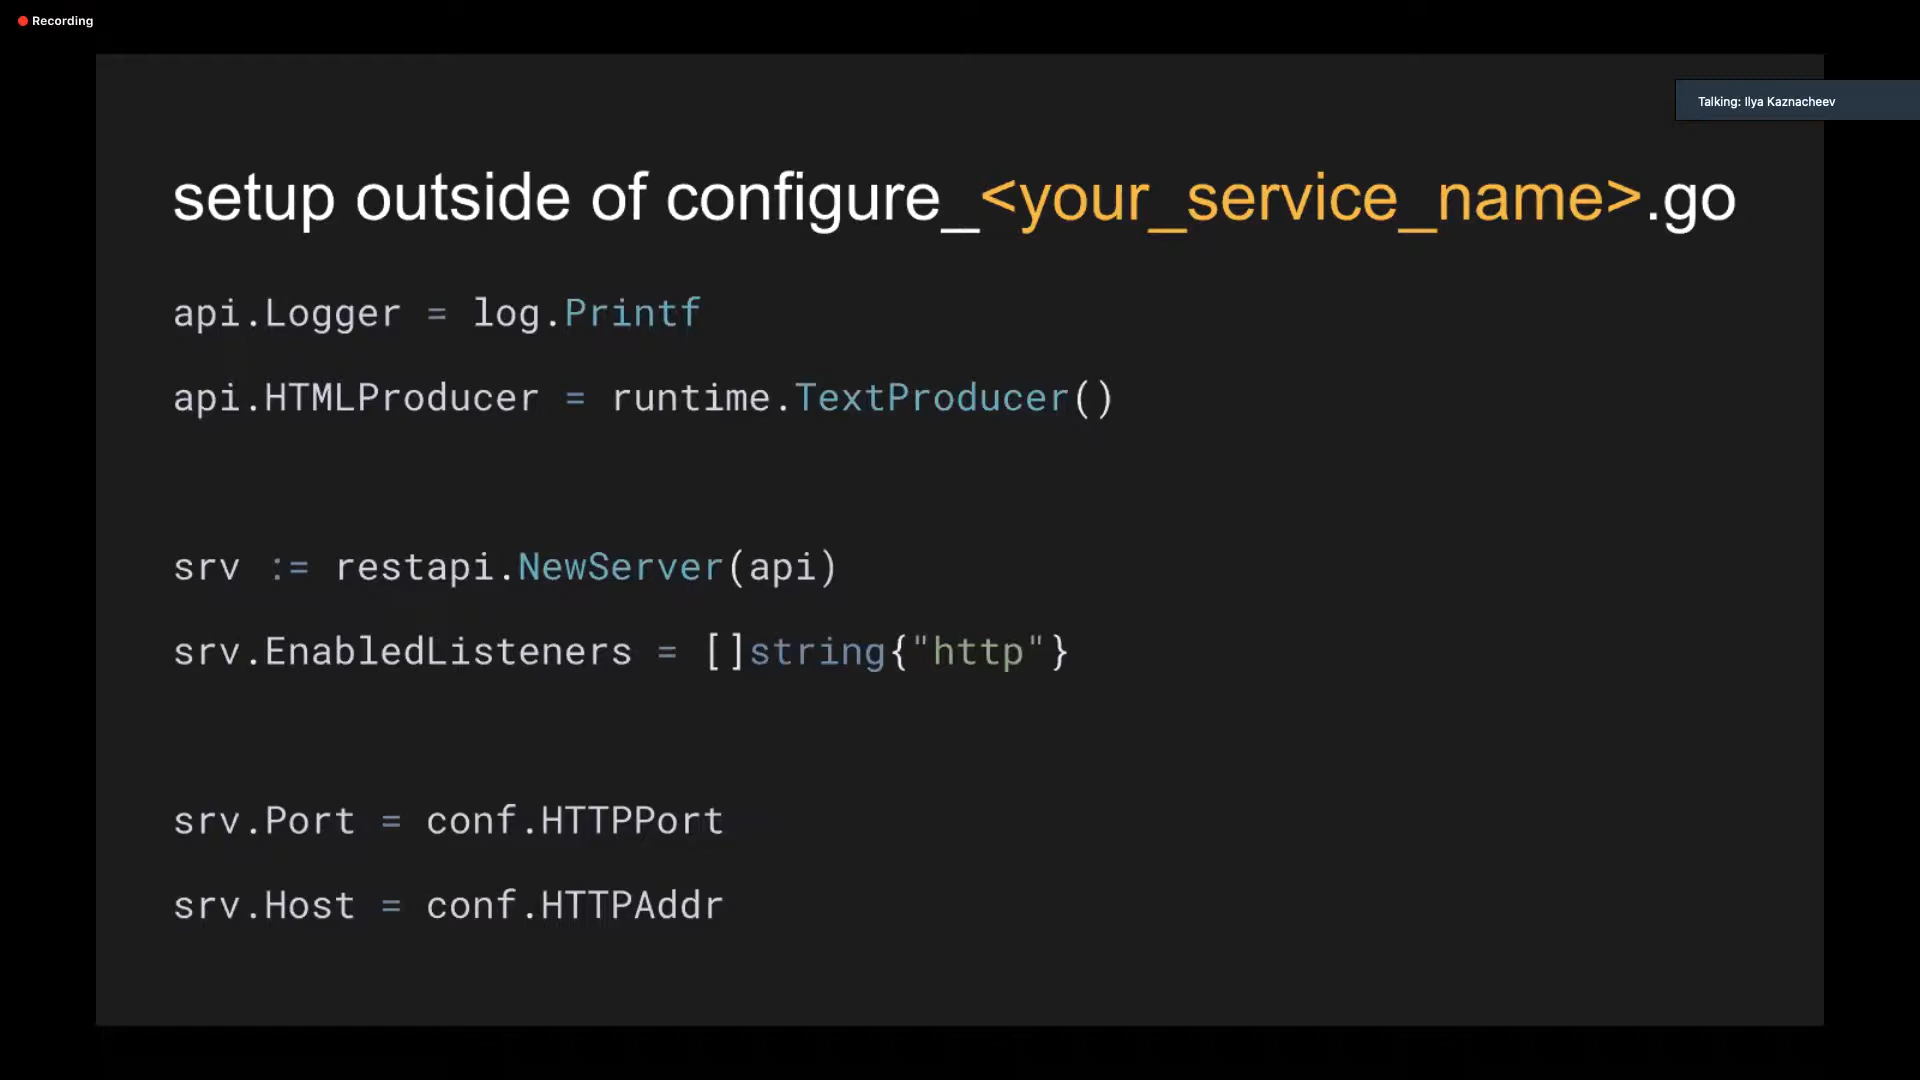 Recording
Talking: Ilya Kaznacheev
setup outside of configure_<your_service_name>.go
api.Logger = log.Printf
api.HTMLProducer = runtime.TextProducer()
srv := restapi.NewServer(api)
srv.EnabledListeners = []string{"http"}
srv.Port = conf.HTTPPort
srv.Host = conf.HTTPAddr